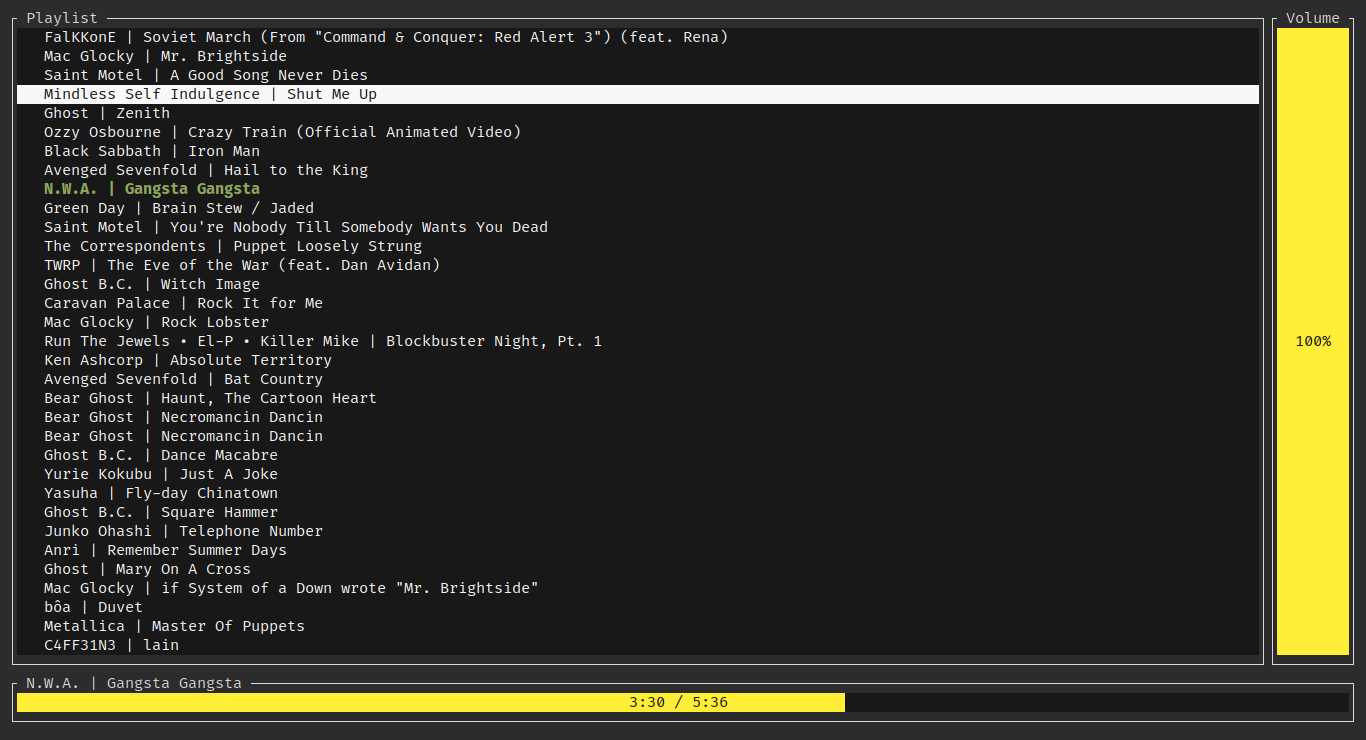 Playlist
FalKKonE | Soviet March (From "Command & Conquer: Red Alert 3") (feat. Rena)
Mac Glocky | Mr. Brightside
Saint Motel | A Good Song Never Dies
Mindless Self Indulgence | Shut Me Up
Ghost | Zenith
Ozzy Osbourne | Crazy Train (Official Animated Video)
Black Sabbath | Iron Man
Avenged Sevenfold | Hail to the King
N.W.A. | Gangsta Gangsta
Green Day | Brain Stew / Jaded
Saint Motel | You're Nobody Till Somebody Wants You Dead
The Correspondents | Puppet Loosely Strung
TWRP | The Eve of the War (feat. Dan Avidan)
Ghost B.C. | Witch Image
Caravan Palace | Rock It for Me
Mac Glocky | Rock Lobster
Run The Jewels • El-P • Killer Mike | Blockbuster Night, Pt. 1
Ken Ashcorp | Absolute Territory
Avenged Sevenfold | Bat Country
Bear Ghost | Haunt, The Cartoon Heart
Bear Ghost | Necromancin Dancin
Bear Ghost | Necromancin Dancin
Ghost B.C. | Dance Macabre
Yurie Kokubu | Just A Joke
Yasuha | Fly-day Chinatown
Ghost B.C. | Square Hammer
Junko Ohashi | Telephone Number
Anri | Remember Summer Days
Ghost | Mary On A Cross
Mac Glocky | if System of a Down wrote "Mr. Brightside"
bôa | Duvet
Metallica | Master Of Puppets
C4FF31N3 | lain
Volume
100%
N.W.A. | Gangsta Gangsta
3:30 / 5:36